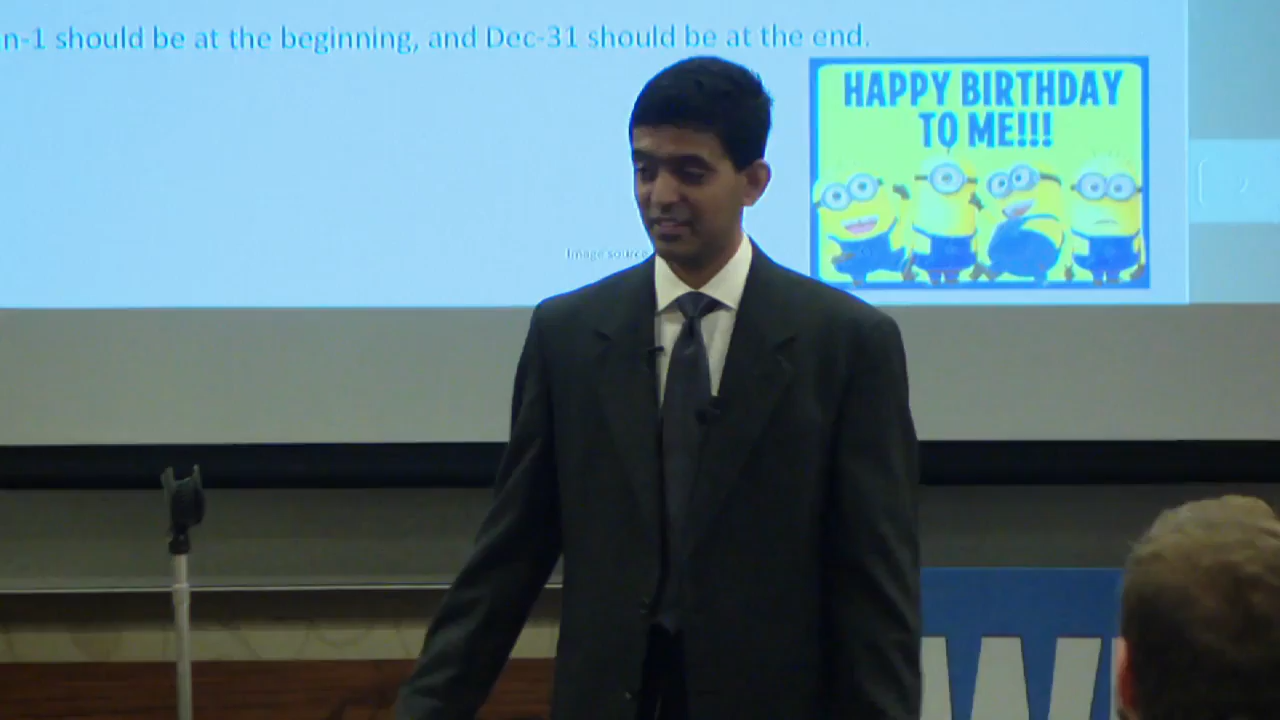 n-1 should be at the beginning, and Dec-31 should be at the end.
HAPPY BIRTHDAY
TO ME!!!
Image source
W